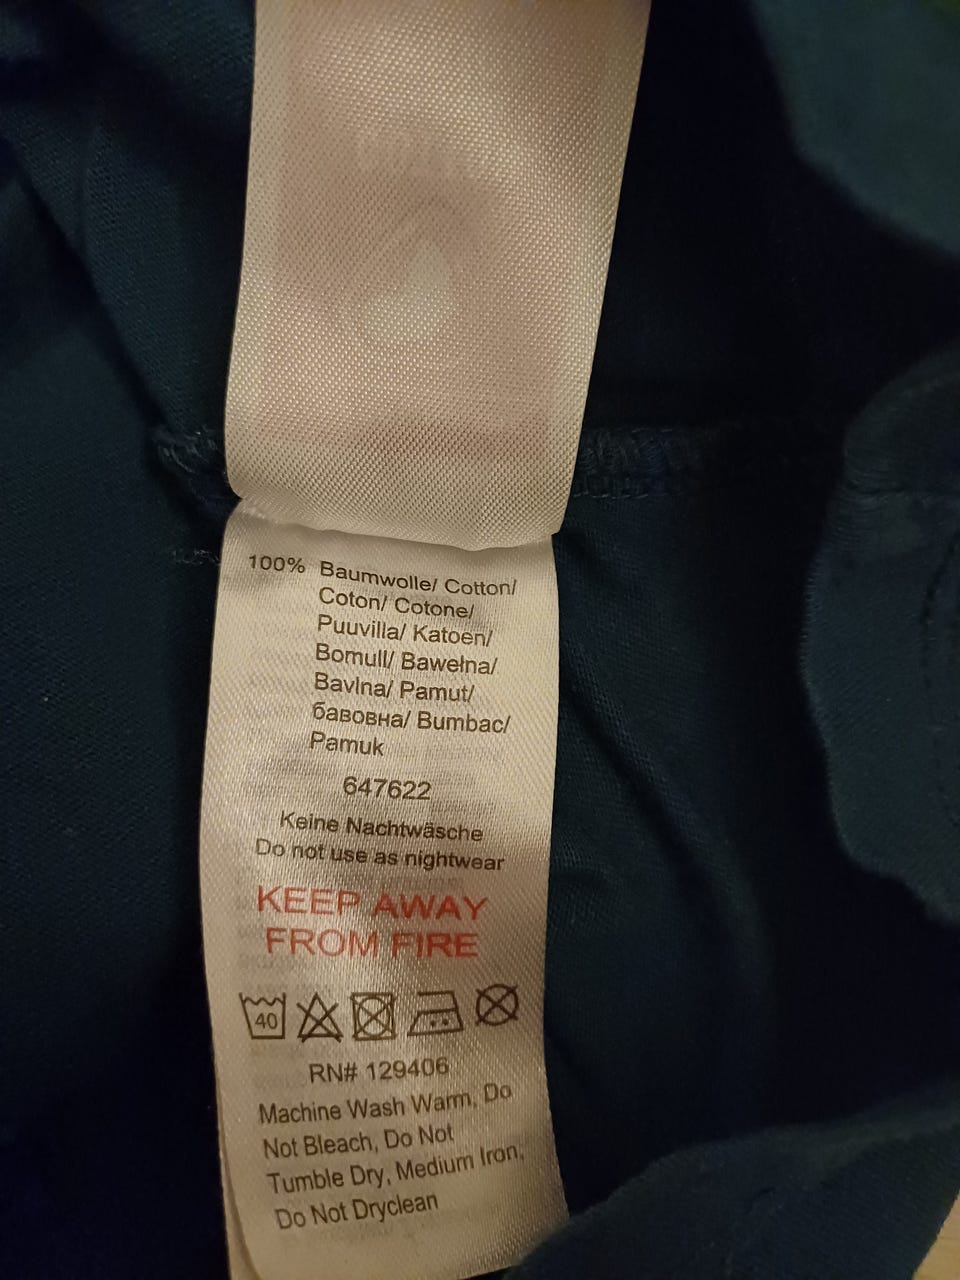 100% Baumwolle/ Cotton/
Coton/ Cotone/
Puuvilla/ Katoen/
Bomull/ Bawełna/
Bavlna/ Pamut/
бавовна/ Bumbac/
Pamuk
647622
Keine Nachtwäsche
Do not use as nightwear
KEEP AWAY
FROM FIRE
40
RN# 129406
Machine Wash Warm, Do
Not Bleach, Do Not
Tumble Dry, Medium Iron,
Do Not Dryclean